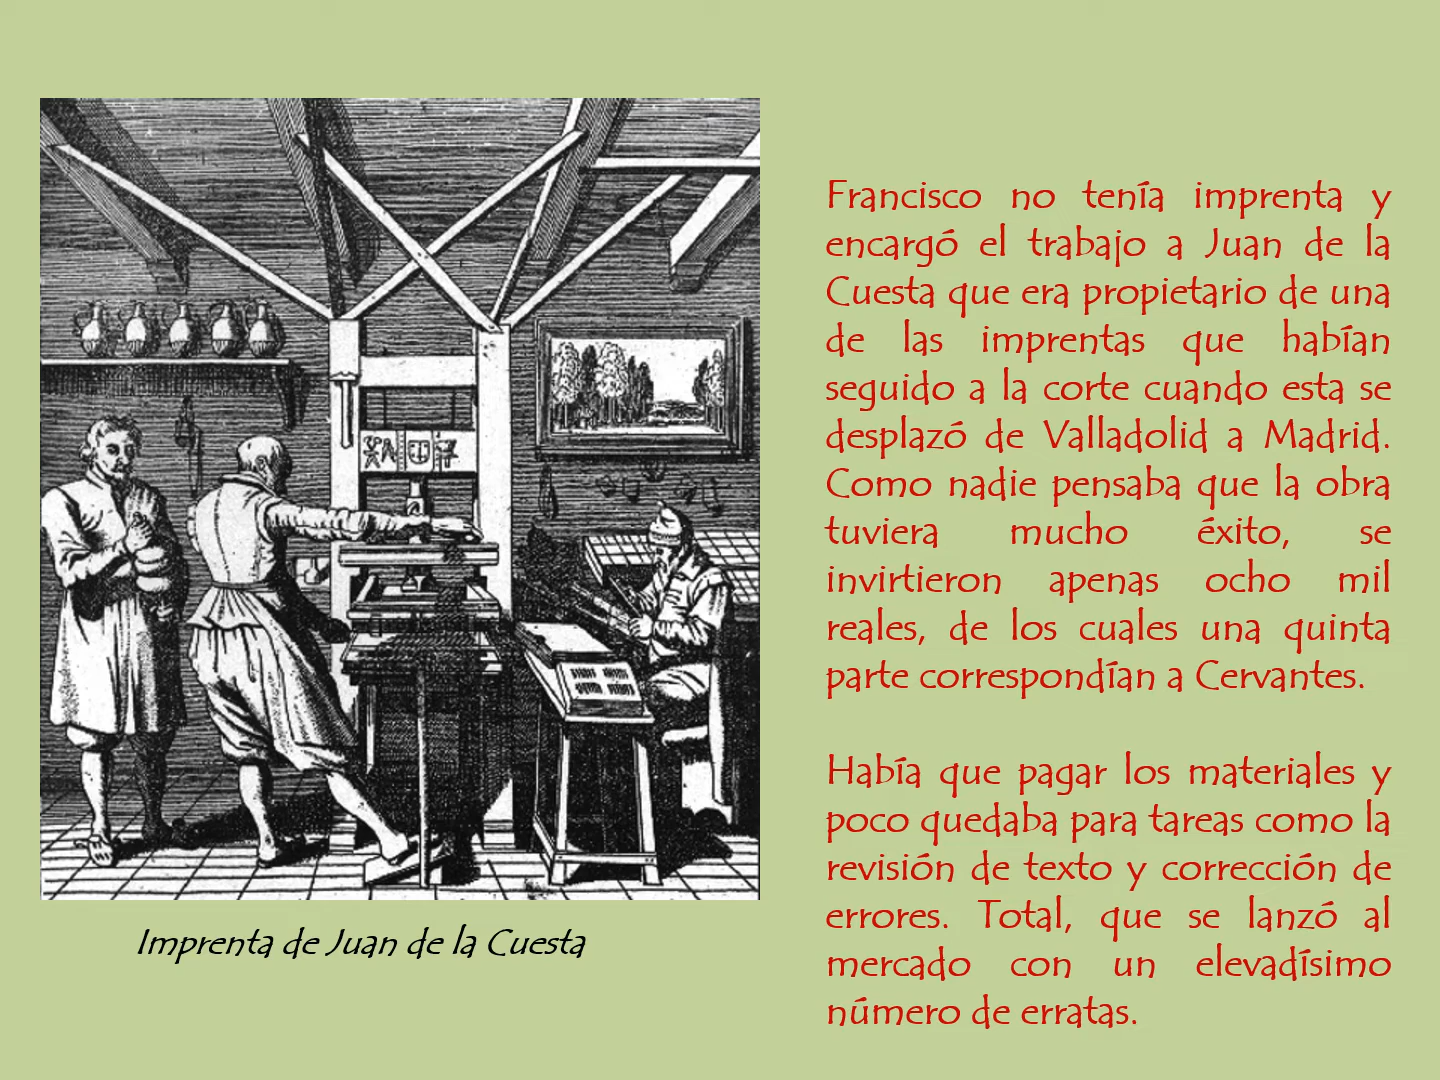 Francisco no tenía imprenta y
encargó el trabajo a Juan de la
Cuesta que era propietario de una
de las imprentas que habían
seguido a la corte cuando esta se
desplazó de Valladolid a Madrid.
Como nadie pensaba que la obra
tuviera mucho éxito, se
invirtieron apenas ocho mil
reales, de los cuales una quinta
parte correspondían a Cervantes.
Había que pagar los materiales y
poco quedaba para tareas como la
revisión de texto y corrección de
errores. Total, que se lanzó al
mercado con un elevadísimo
número de erratas.
Imprenta de Juan de la Cuesta